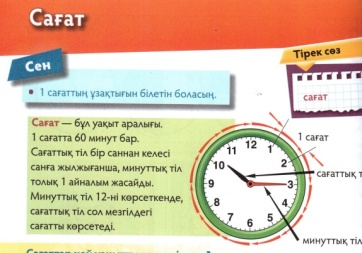 Сағат
Сен
Тірек сөз
• 1 сағаттың ұзақтығын білетін боласың.
сағат
Сағат — бұл уақыт аралығы.
1 сағатта 60 минут бар.
Сағаттық тіл бір саннан келесі
санға жылжығанша, минуттық тіл
толық 1 айналым жасайды.
Минуттық тіл 12-ні көрсеткенде,
сағаттық тіл сол мезгілдегі
сағатты көрсетеді.
1 сағат
12
1
2
3
4
5
6
7
8
9
10
11
сағаттық т
минуттық тіл